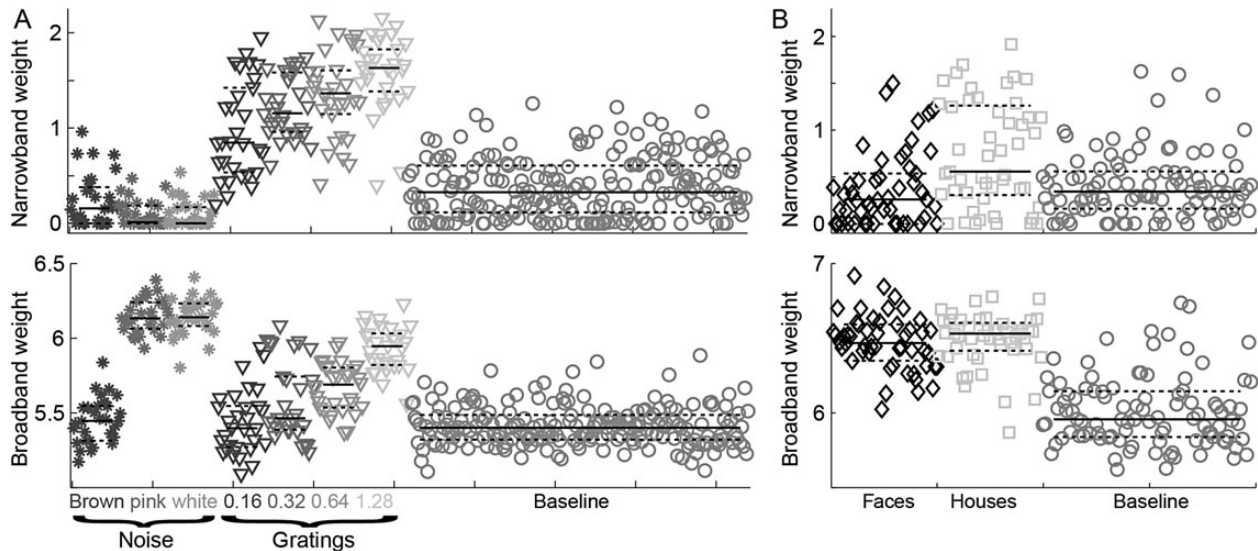 A
B
Narrowband weight
2
1
0
Narrowband weight
2
1
0
Broadband weight
6.5
6
5.5
Broadband weight
7
6
Brown pink white 0.16 0.32 0.64 1.28 Baseline
Noise Gratings
Faces Houses Baseline